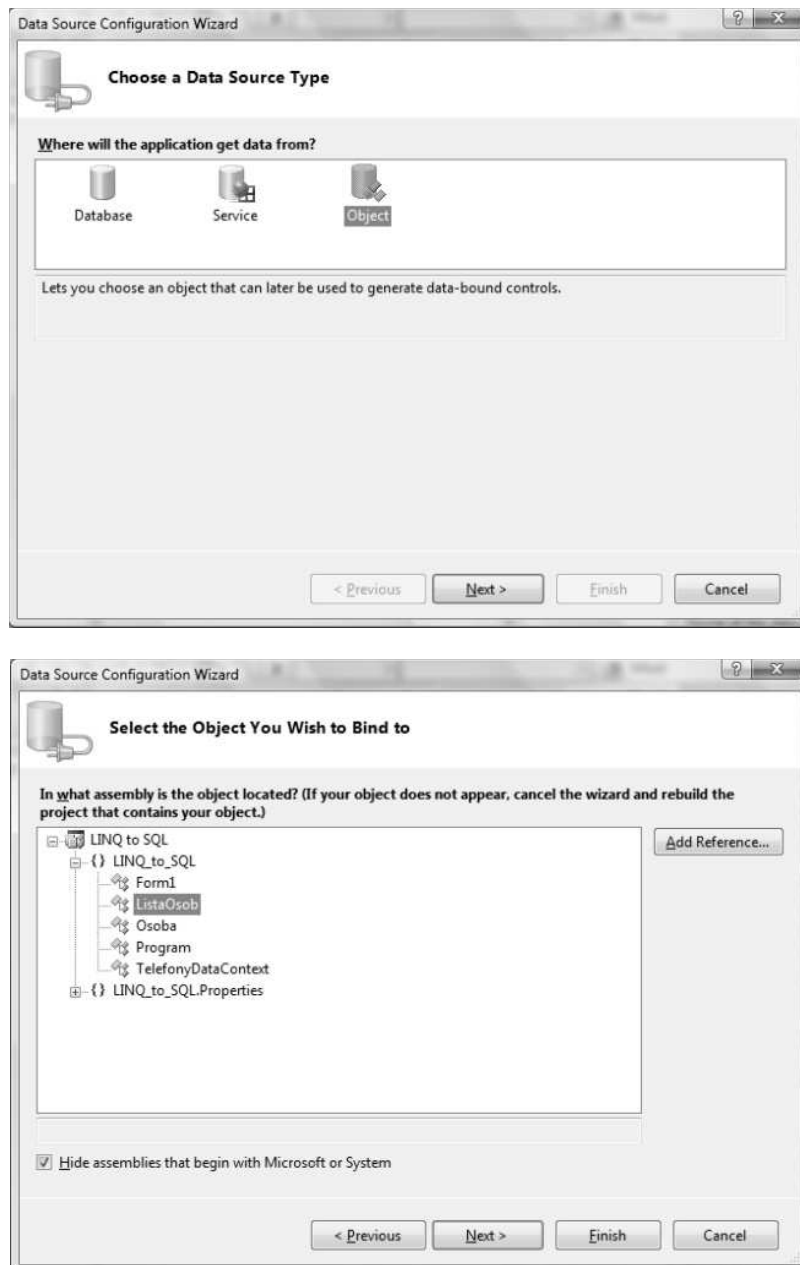 Data Source Configuration Wizard
Choose a Data Source Type
Where will the application get data from?
Database Service Object
Lets you choose an object that can later be used to generate data-bound controls.
< Previous Next > Finish Cancel
Data Source Configuration Wizard
Select the Object You Wish to Bind to
In what assembly is the object located? (If your object does not appear, cancel the wizard and rebuild the
project that contains your object.)
LINQ to SQL
Add Reference...
{} LINQ_to_SQL
Form1
ListaOsob
Osoba
Program
TelefonyDataContext
{} LINQ_to_SQL.Properties
Hide assemblies that begin with Microsoft or System
< Previous Next > Finish Cancel